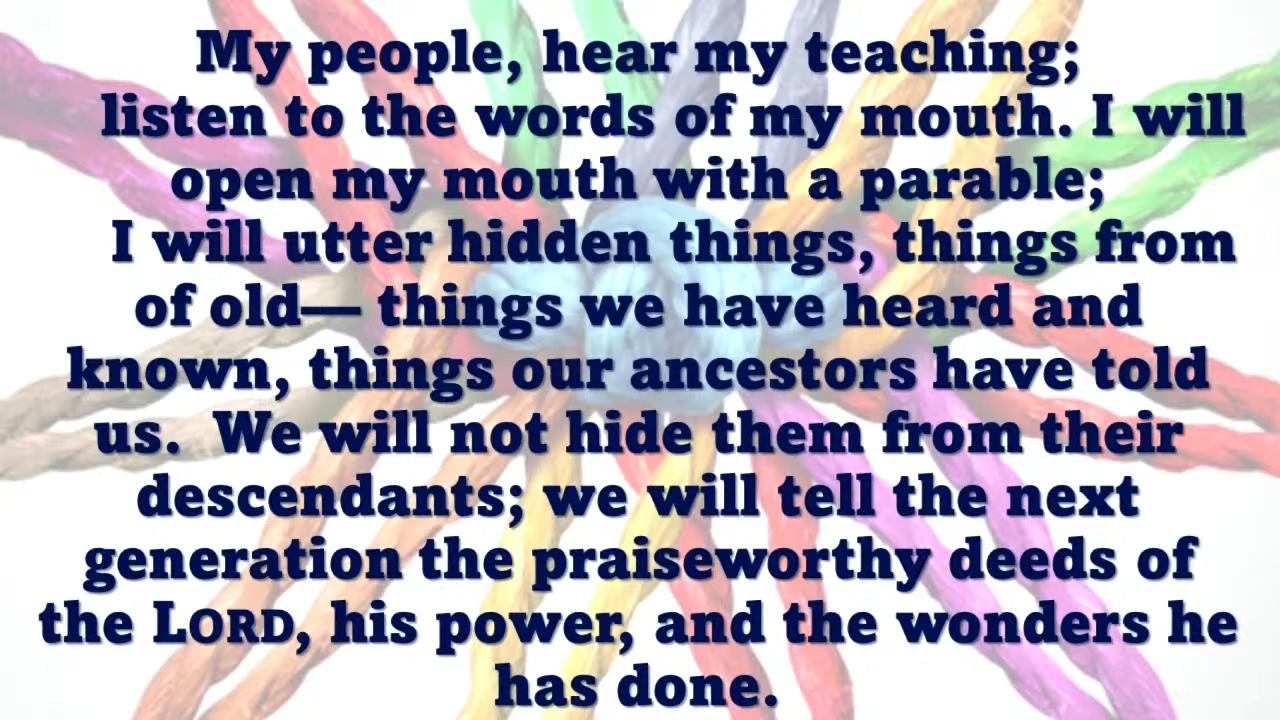 My people, hear my teaching;
listen to the words of my mouth. I will
open my mouth with a parable;
I will utter hidden things, things from
of old— things we have heard and
known, things our ancestors have told
us.  We will not hide them from their
descendants; we will tell the next
generation the praiseworthy deeds of
the LORD, his power, and the wonders he
has done.